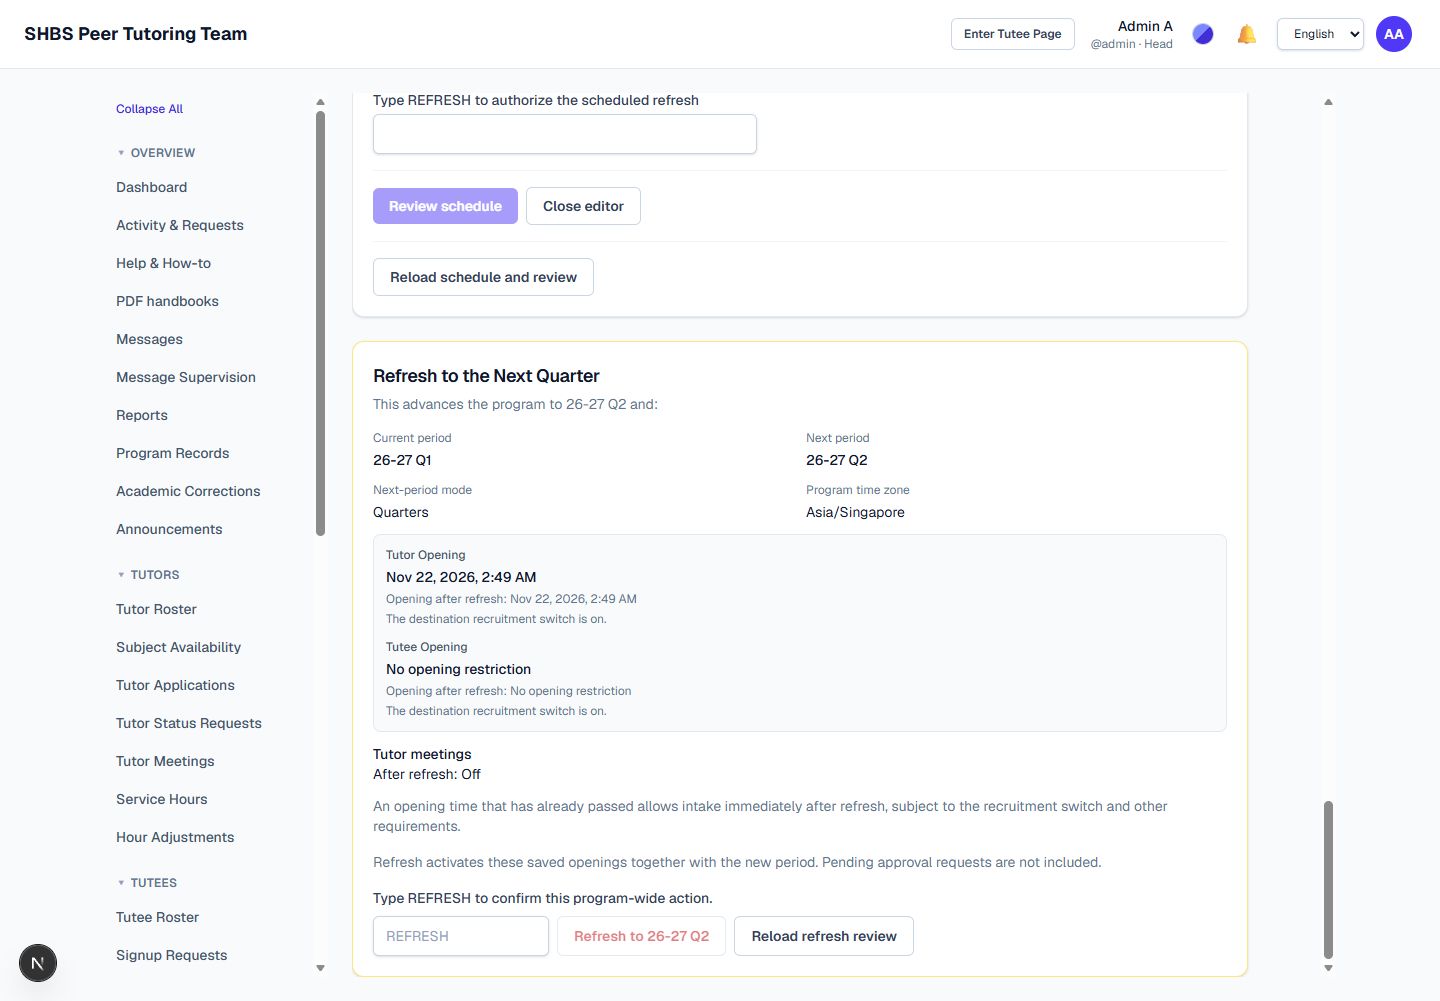 SHBS Peer Tutoring Team
Enter Tutee Page
Admin A
@admin · Head
English
AA
Collapse All
OVERVIEW
Dashboard
Activity & Requests
Help & How-to
PDF handbooks
Messages
Message Supervision
Reports
Program Records
Academic Corrections
Announcements
TUTORS
Tutor Roster
Subject Availability
Tutor Applications
Tutor Status Requests
Tutor Meetings
Service Hours
Hour Adjustments
TUTEES
Tutee Roster
Signup Requests
N
Type REFRESH to authorize the scheduled refresh
Review schedule
Close editor
Reload schedule and review
Refresh to the Next Quarter
This advances the program to 26-27 Q2 and:
Current period
26-27 Q1
Next period
26-27 Q2
Next-period mode
Quarters
Program time zone
Asia/Singapore
Tutor Opening
Nov 22, 2026, 2:49 AM
Opening after refresh: Nov 22, 2026, 2:49 AM
The destination recruitment switch is on.
Tutee Opening
No opening restriction
Opening after refresh: No opening restriction
The destination recruitment switch is on.
Tutor meetings
After refresh: Off
An opening time that has already passed allows intake immediately after refresh, subject to the recruitment switch and other
requirements.
Refresh activates these saved openings together with the new period. Pending approval requests are not included.
Type REFRESH to confirm this program-wide action.
REFRESH
Refresh to 26-27 Q2
Reload refresh review